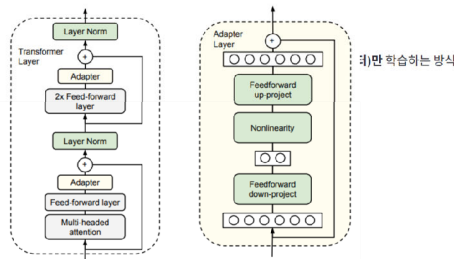 Layer Norm
+
Transformer
Layer
Adapter
2x Feed-forward
layer
Layer Norm
+
Adapter
Feed-forward layer
Multi-headed
attention
Adapter
Layer
+
Feedforward
up-project
Nonlinearity
Feedforward
down-project
터)만 학습하는 방식